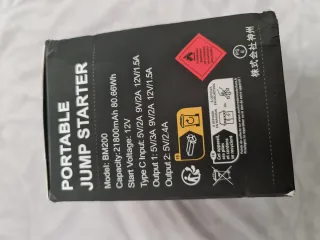 PORTABLE
JUMP STARTER
Model: BM200
Capacity:21800mAh 80.66Wh
Start Voltage: 12V
Type C Input: 5V/2A 9V/2A 12V/1.5A
Output 1: 5V/3A 9V/2A 12V/1.5A
Output 2: 5V/2.4A
株式会社神州